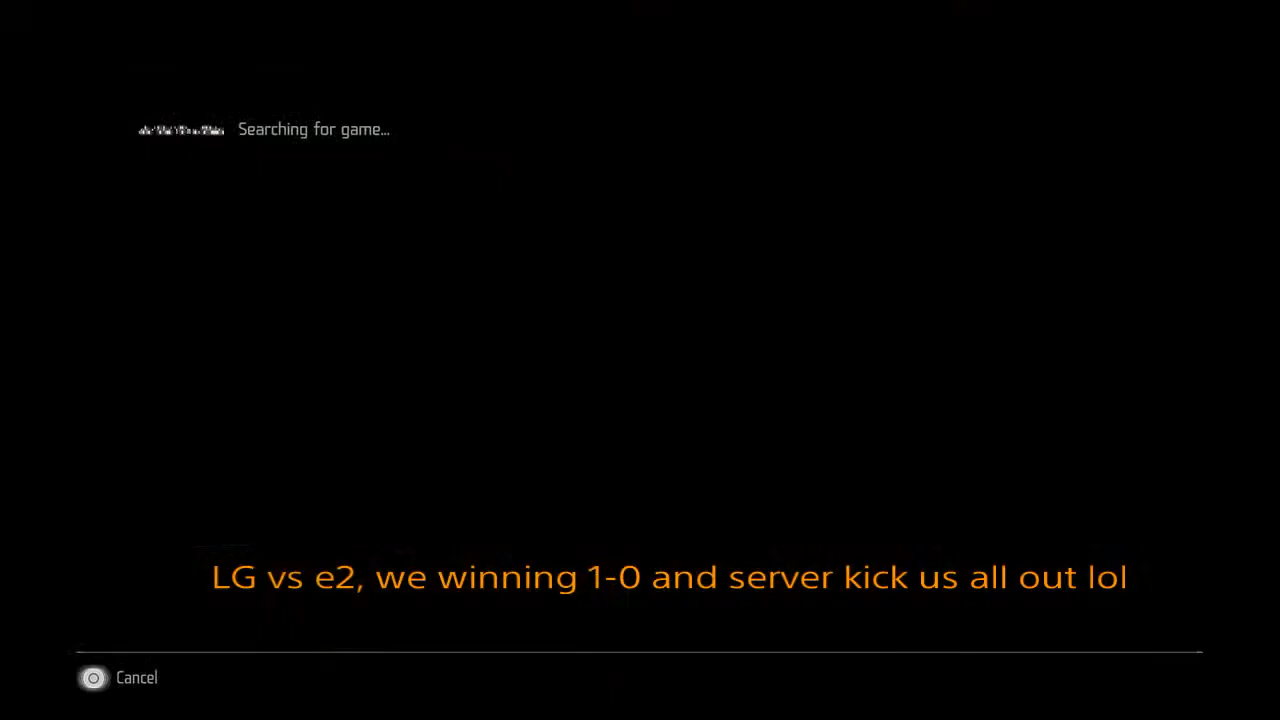 Searching for game...
LG vs e2, we winning 1-0 and server kick us all out lol
Cancel